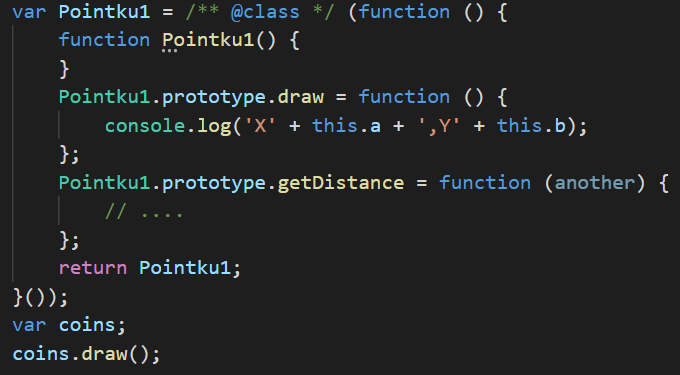 var Pointku1 = /** @class */ (function () {
    function Pointku1() {
    }
    Pointku1.prototype.draw = function () {
        console.log('X' + this.a + ',Y' + this.b);
    };
    Pointku1.prototype.getDistance = function (another) {
        // ....
    };
    return Pointku1;
}());
var coins;
coins.draw();